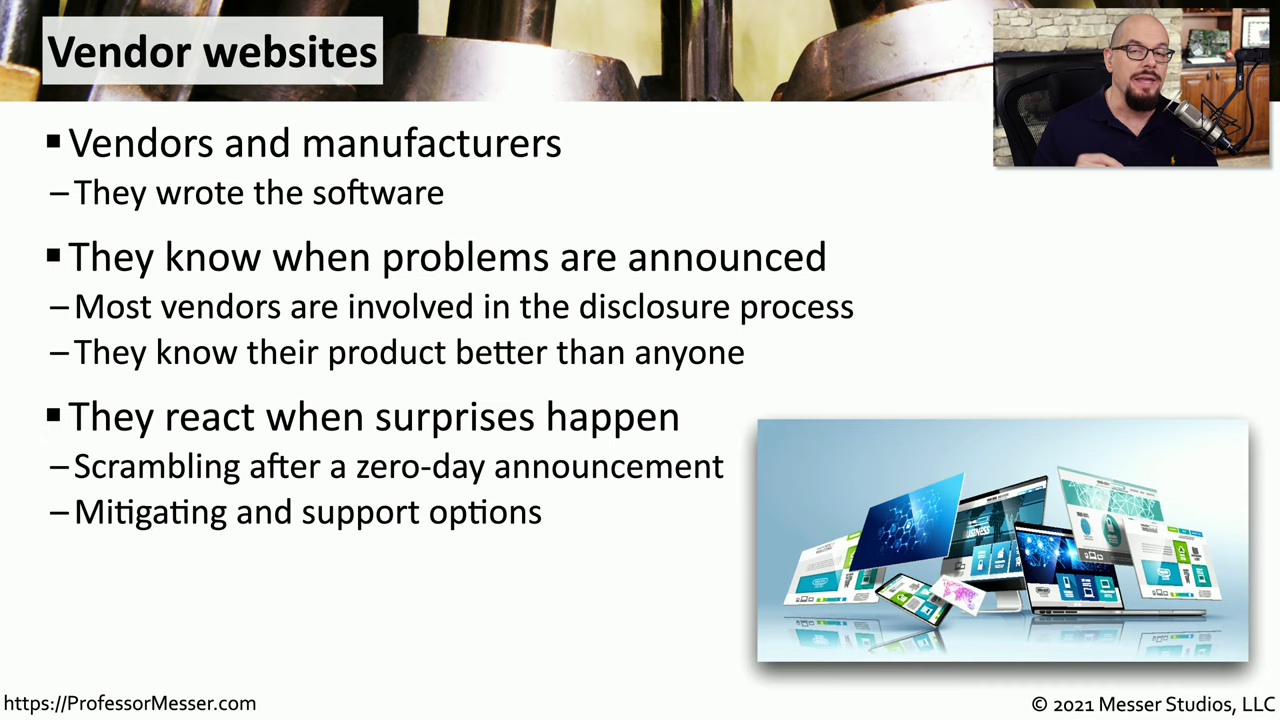 Vendor websites
▪ Vendors and manufacturers
– They wrote the software
▪ They know when problems are announced
– Most vendors are involved in the disclosure process
– They know their product better than anyone
▪ They react when surprises happen
– Scrambling after a zero-day announcement
– Mitigating and support options
BUSINESS
https://ProfessorMesser.com
© 2021 Messer Studios, LLC